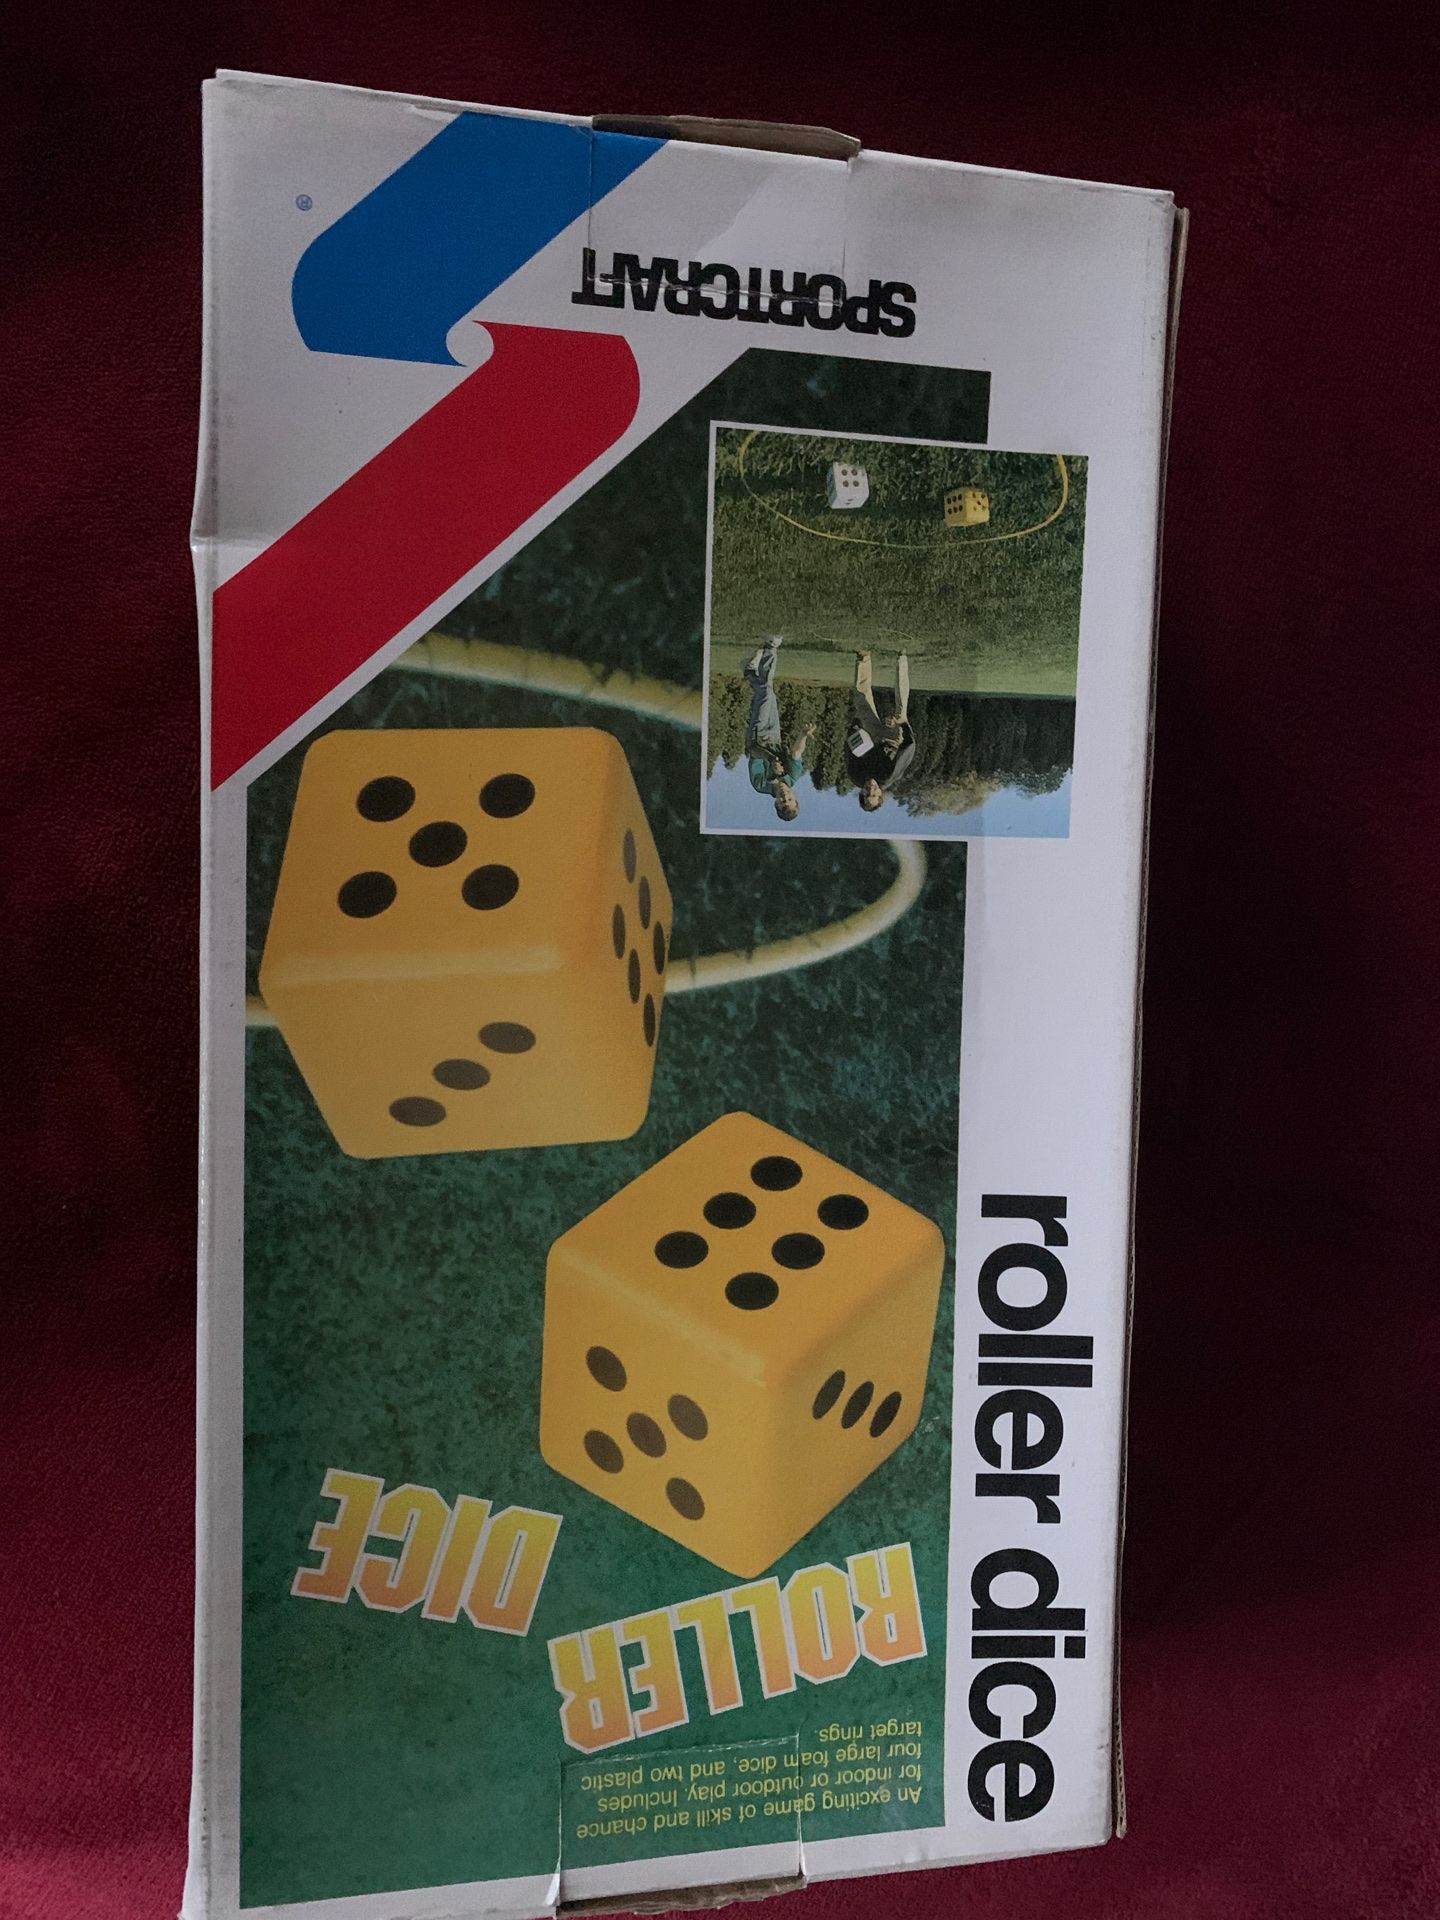 An exciting game of skill and chance
for indoor or outdoor play. Includes
four large foam dice, and two plastic
target rings.
ROLLER
DICE
roller dice
SPORTCRAFT
®